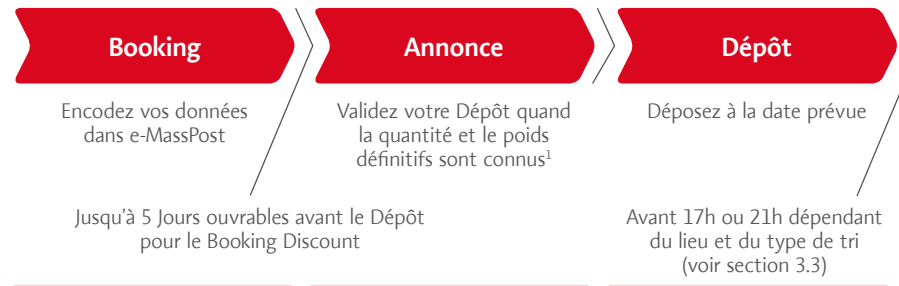 Booking
Encodez vos données
dans e-MassPost
Jusqu'à 5 Jours ouvrables avant le Dépôt
pour le Booking Discount
Annonce
Validez votre Dépôt quand
la quantité et le poids
définitifs sont connus¹
Dépôt
Déposez à la date prévue
Avant 17h ou 21h dépendant
du lieu et du type de tri
(voir section 3.3)